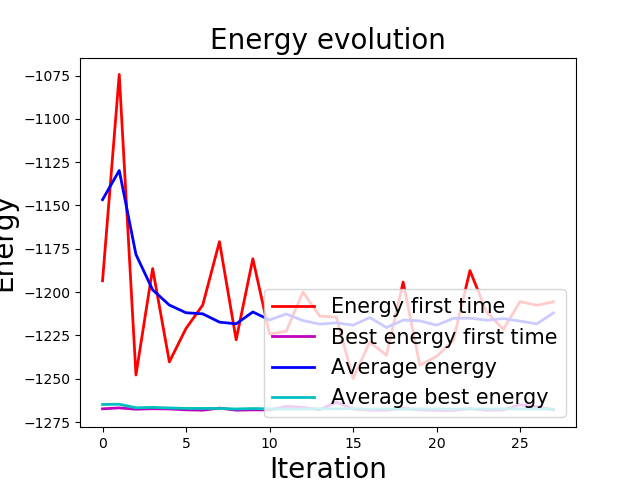 Energy evolution
Energy
−1075
−1100
−1125
−1150
−1175
−1200
−1225
−1250
−1275
Energy first time
Best energy first time
Average energy
Average best energy
0 5 10 15 20 25
Iteration